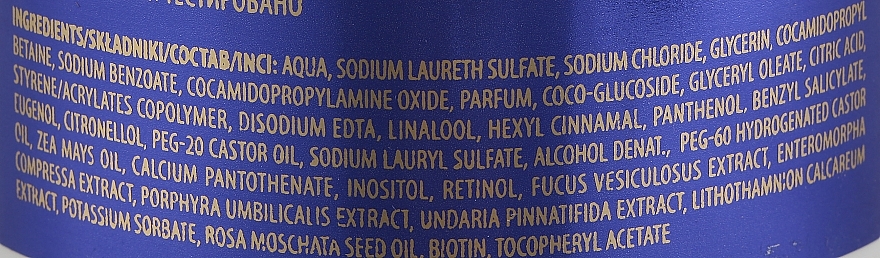 ТЕСТИРОВАНО
INGREDIENTS/SKŁADNIKI/СОСТАВ/INCI: AQUA, SODIUM LAURETH SULFATE, SODIUM CHLORIDE, GLYCERIN, COCAMIDOPROPYL
BETAINE, SODIUM BENZOATE, COCAMIDOPROPYLAMINE OXIDE, PARFUM, COCO-GLUCOSIDE, GLYCERYL OLEATE, CITRIC ACID,
STYRENE/ACRYLATES COPOLYMER, DISODIUM EDTA, LINALOOL, HEXYL CINNAMAL, PANTHENOL, BENZYL SALICYLATE,
EUGENOL, CITRONELLOL, PEG-20 CASTOR OIL, SODIUM LAURYL SULFATE, ALCOHOL DENAT., PEG-60 HYDROGENATED CASTOR
OIL, ZEA MAYS OIL, CALCIUM PANTOTHENATE, INOSITOL, RETINOL, FUCUS VESICULOSUS EXTRACT, ENTEROMORPHA
COMPRESSA EXTRACT, PORPHYRA UMBILICALIS EXTRACT, UNDARIA PINNATIFIDA EXTRACT, LITHOTHAMNION CALCAREUM
EXTRACT, POTASSIUM SORBATE, ROSA MOSCHATA SEED OIL, BIOTIN, TOCOPHERYL ACETATE